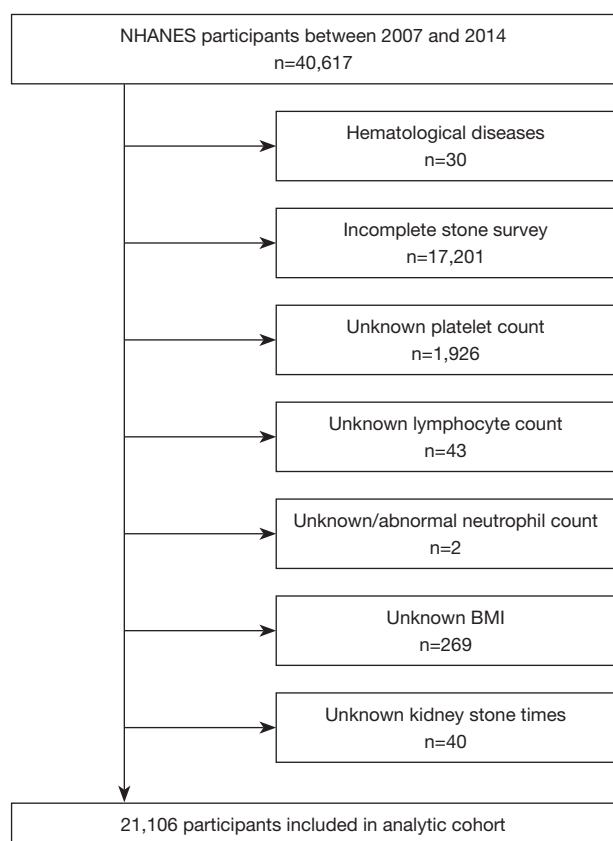 NHANES participants between 2007 and 2014
n=40,617
Hematological diseases
n=30
Incomplete stone survey
n=17,201
Unknown platelet count
n=1,926
Unknown lymphocyte count
n=43
Unknown/abnormal neutrophil count
n=2
Unknown BMI
n=269
Unknown kidney stone times
n=40
21,106 participants included in analytic cohort